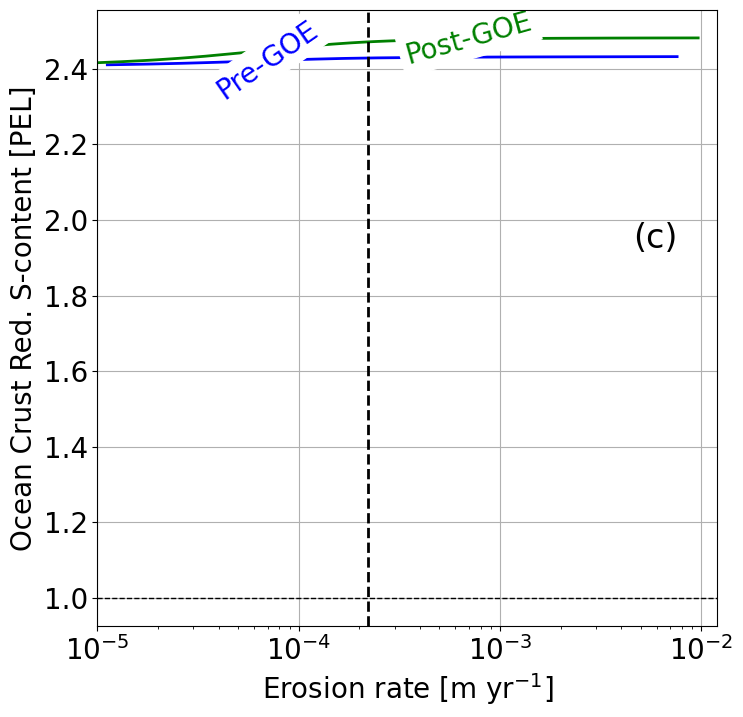 Ocean Crust Red. S-content [PEL]
2.4
2.2
2.0
1.8
1.6
1.4
1.2
1.0
Pre-GOE
Post-GOE
(c)
10⁻⁵
10⁻⁴
10⁻³
10⁻²
Erosion rate [m yr⁻¹]